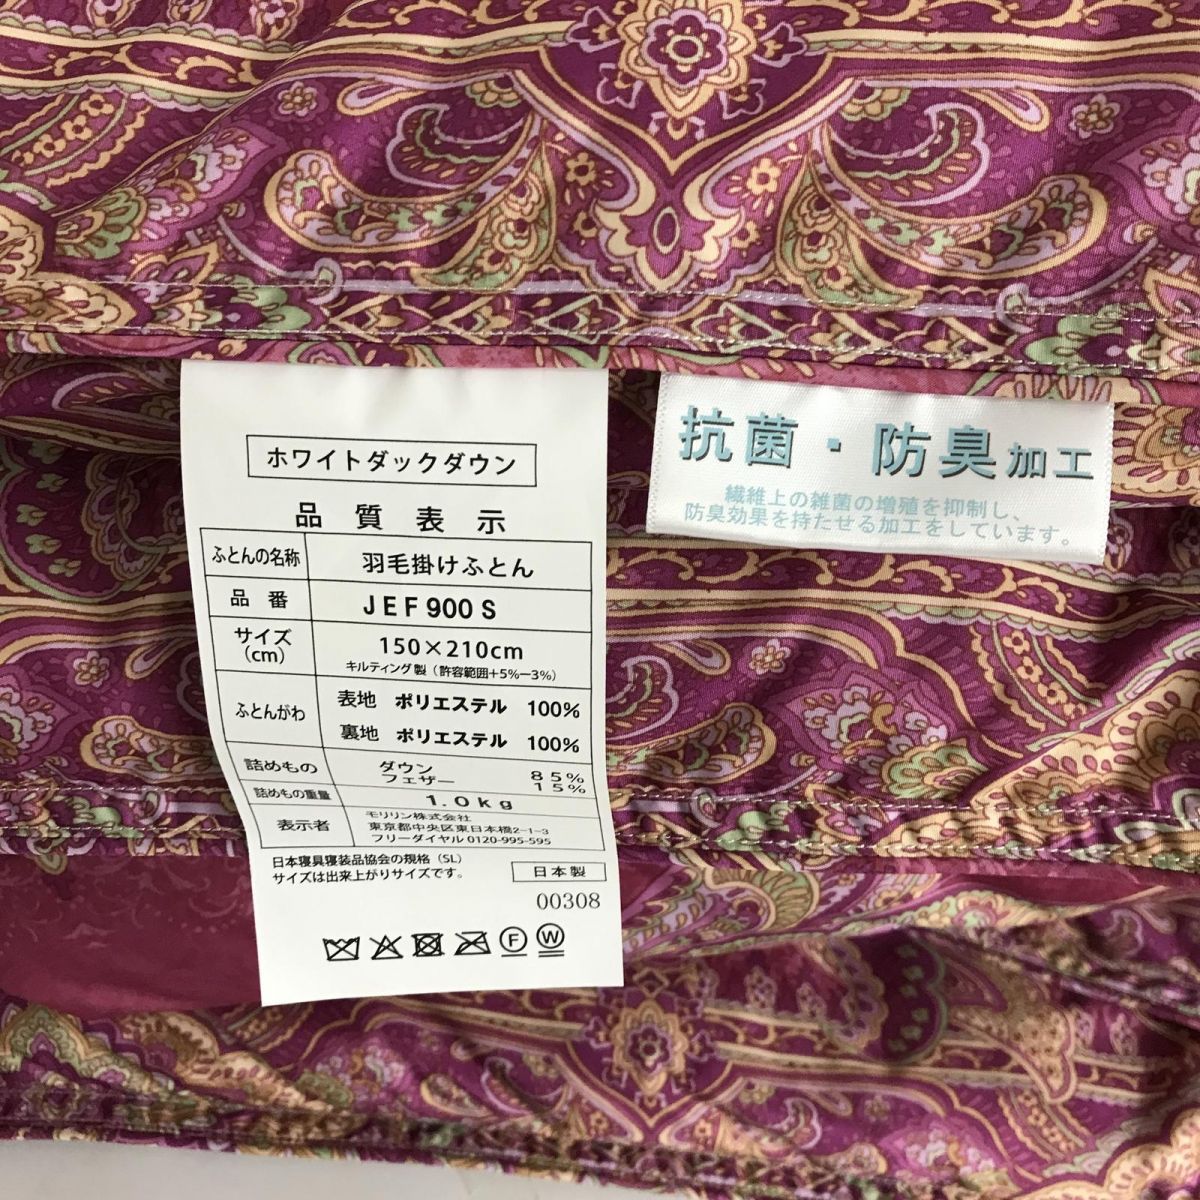 ホワイトダックダウン
品質表示
ふとんの名称 羽毛掛けふとん
品番 JEF900S
サイズ(cm) 150×210cm
キルティング製(許容範囲+5%ー3%)
ふとんがわ 表地 ポリエステル 100%
裏地 ポリエステル 100%
詰めもの ダウン 85%
フェザー 15%
詰めもの重量 1.0kg
表示者 モリリン株式会社
東京都中央区東日本橋2-1-3
フリーダイヤル0120-995-595
日本寝具寝装品協会の規格(SL)
サイズは出来上がりサイズです。
日本製
00308
F W
抗菌・防臭加工
繊維上の雑菌の増殖を抑制し、
防臭効果を持たせる加工をしています。